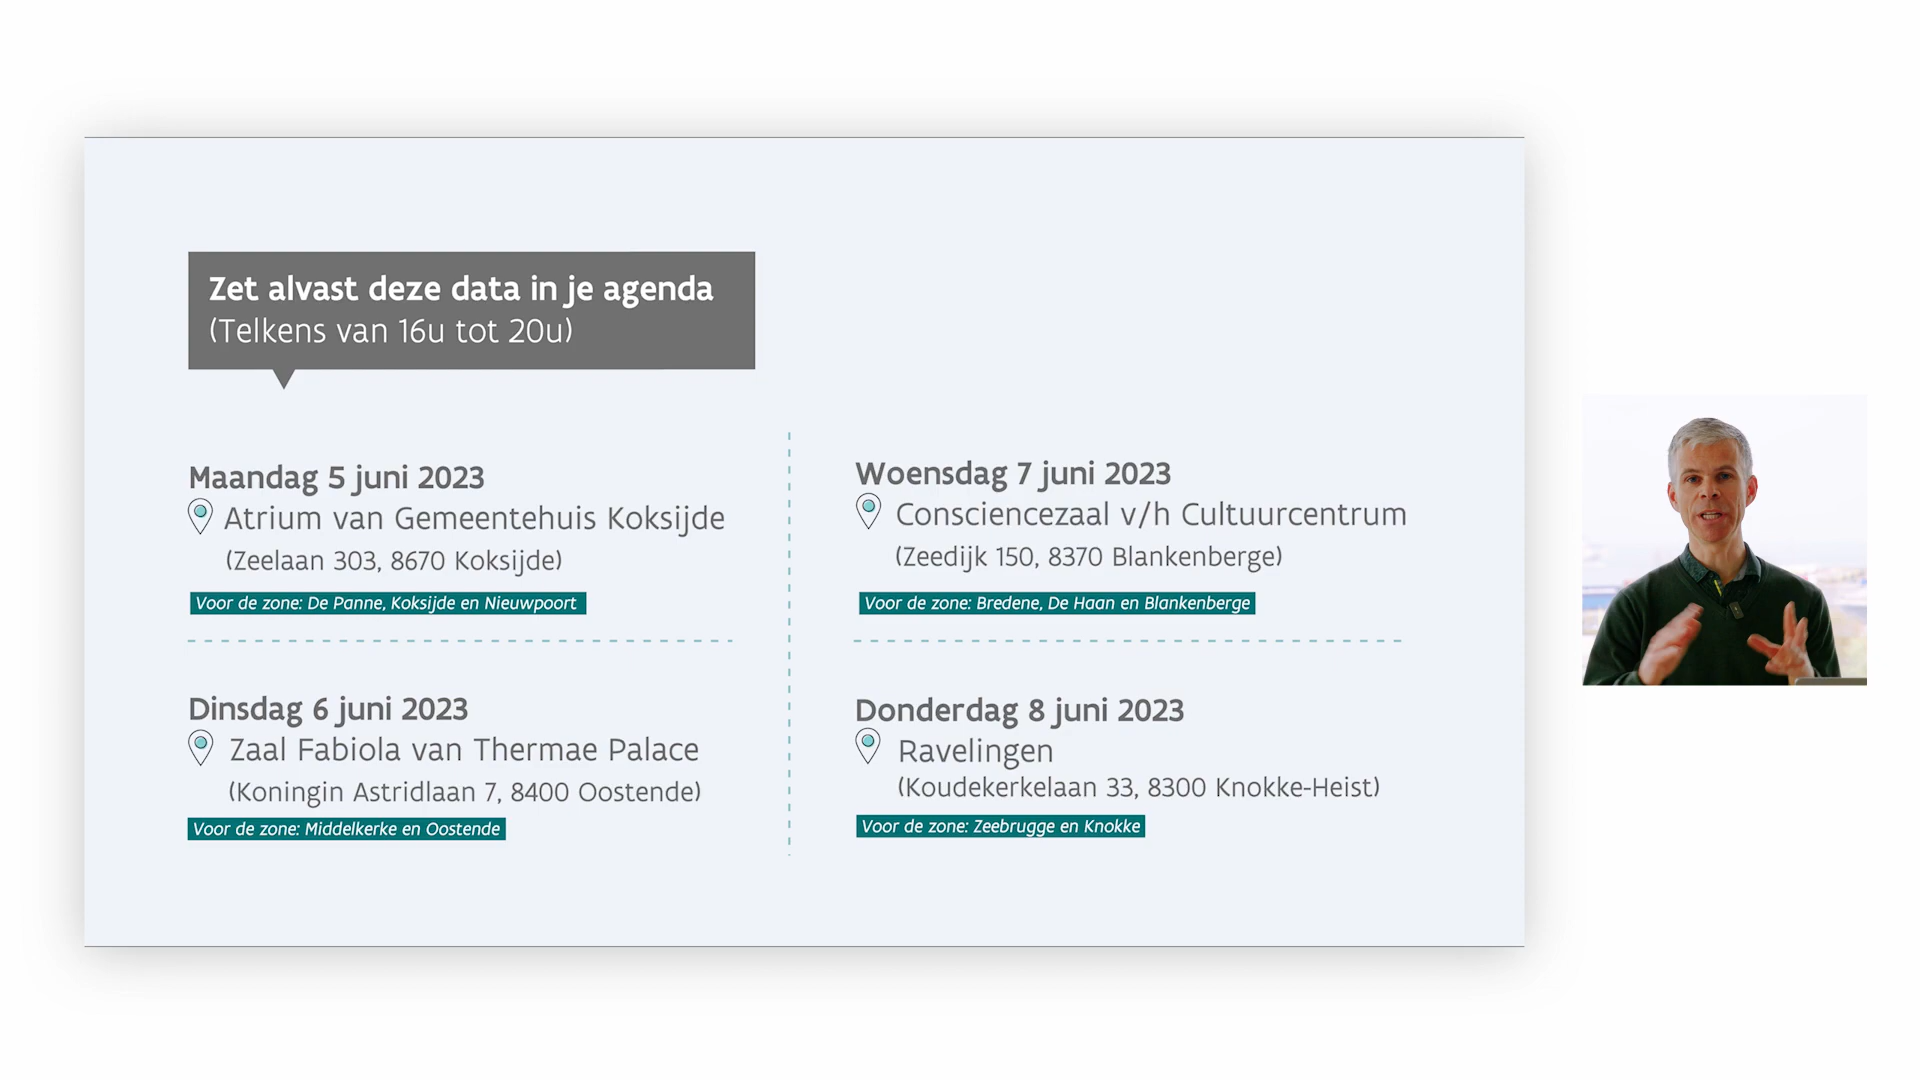 Zet alvast deze data in je agenda
(Telkens van 16u tot 20u)
Maandag 5 juni 2023
Atrium van Gemeentehuis Koksijde
(Zeelaan 303, 8670 Koksijde)
Voor de zone: De Panne, Koksijde en Nieuwpoort
Dinsdag 6 juni 2023
Zaal Fabiola van Thermae Palace
(Koningin Astridlaan 7, 8400 Oostende)
Voor de zone: Middelkerke en Oostende
Woensdag 7 juni 2023
Consciencezaal v/h Cultuurcentrum
(Zeedijk 150, 8370 Blankenberge)
Voor de zone: Bredene, De Haan en Blankenberge
Donderdag 8 juni 2023
Ravelingen
(Koudekerkelaan 33, 8300 Knokke-Heist)
Voor de zone: Zeebrugge en Knokke